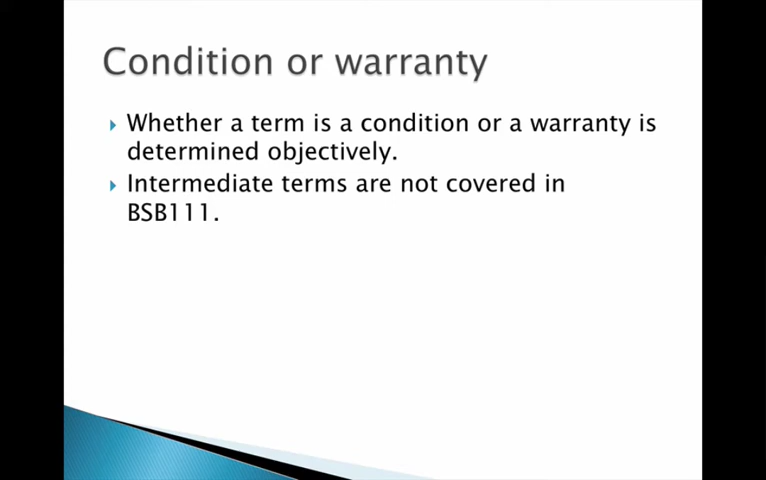 Condition or warranty
Whether a term is a condition or a warranty is
determined objectively.
Intermediate terms are not covered in
BSB111.